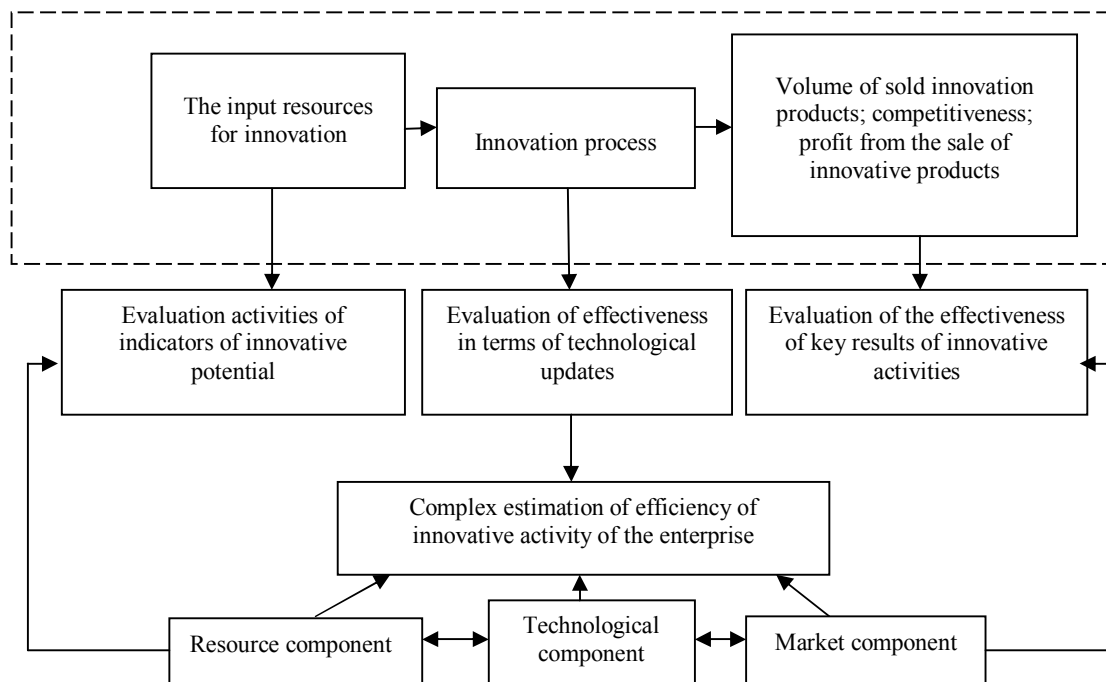 The input resources
for innovation
Innovation process
Volume of sold innovation
products; competitiveness;
profit from the sale of
innovative products
Evaluation activities of
indicators of innovative
potential
Evaluation of effectiveness
in terms of technological
updates
Evaluation of the effectiveness
of key results of innovative
activities
Complex estimation of efficiency of
innovative activity of the enterprise
Resource component
Technological
component
Market component